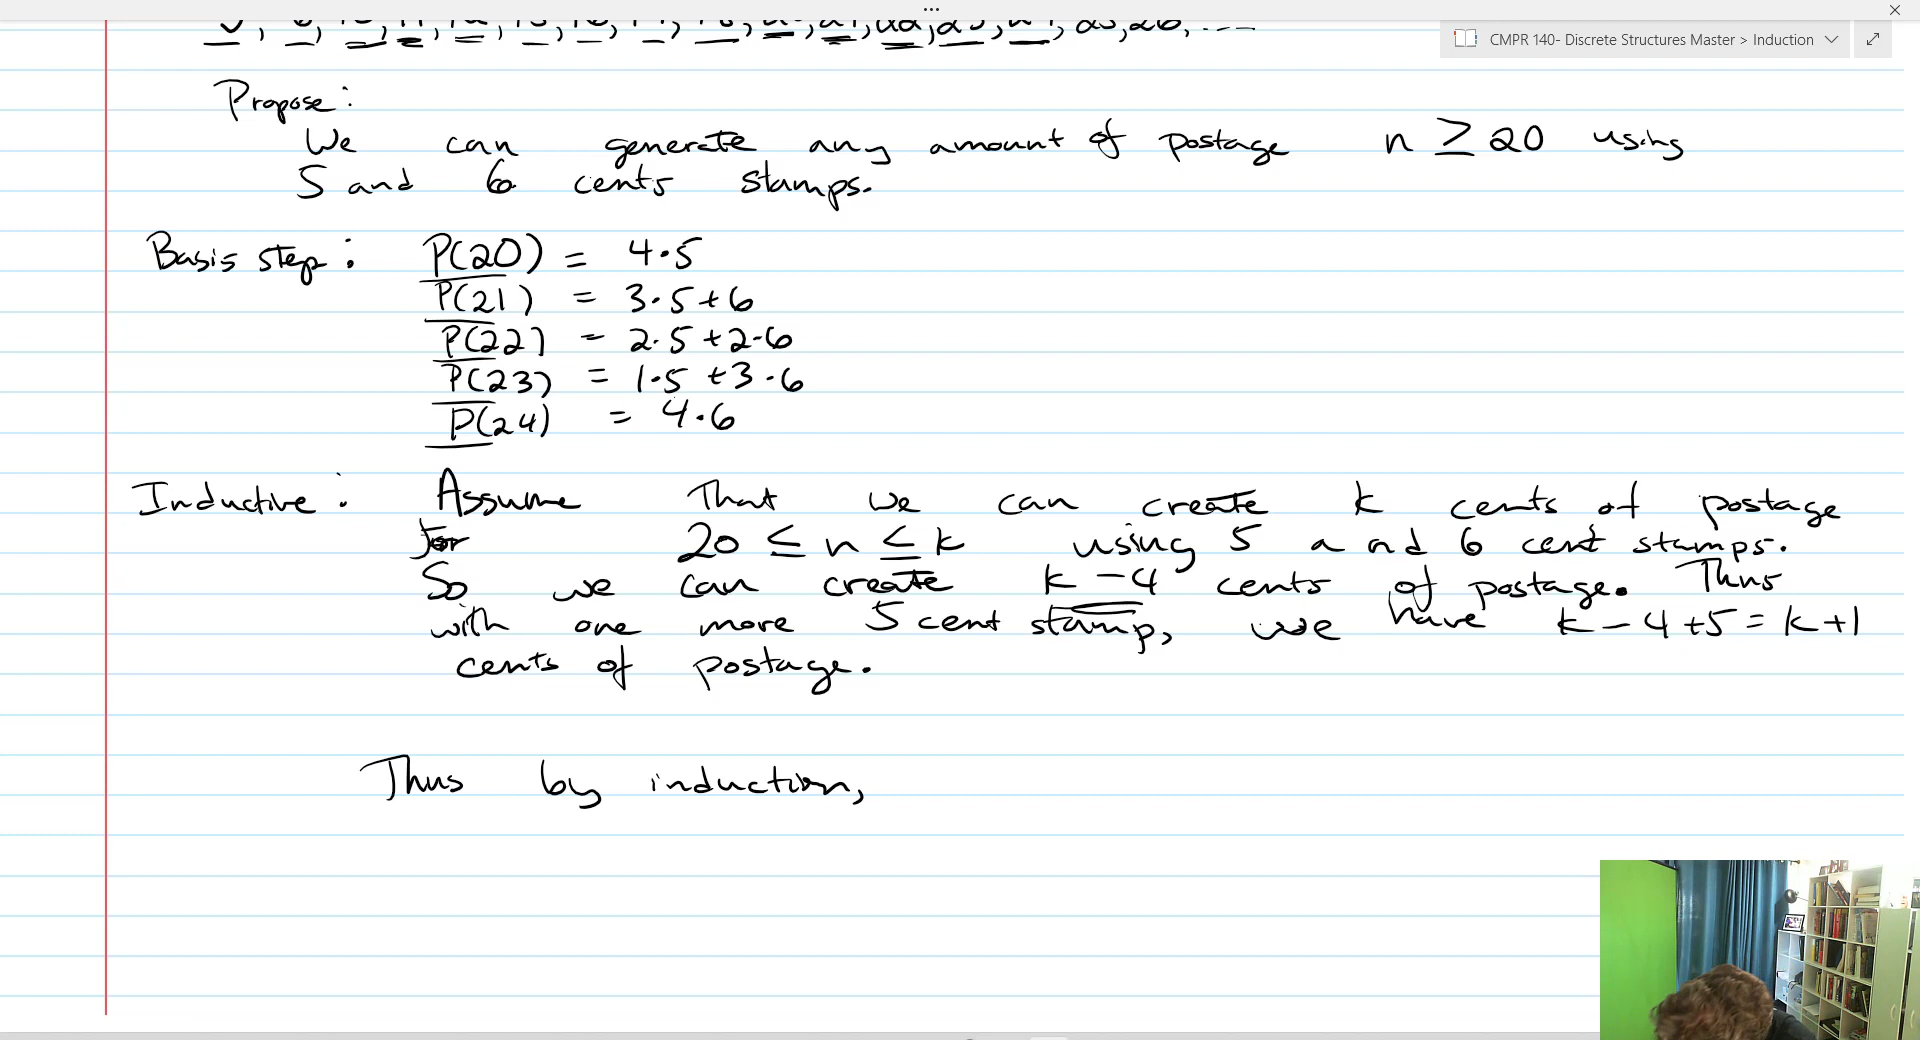 CMPR 140- Discrete Structures Master > Induction
Propose:
We can generate any amount of postage n ≥ 20 using
5 and 6 cents stamps.
Basis step: P(20) = 4·5
P(21) = 3·5+6
P(22) = 2·5+2·6
P(23) = 1·5+3·6
P(24) = 4·6
Inductive: Assume That we can create k cents of postage
for 20 ≤ n ≤ k using 5 a and 6 cent stamps.
So we can create k-4 cents of postage. Thus
with one more 5 cent stamp, we have k-4+5=k+1
cents of postage.
Thus by induction,